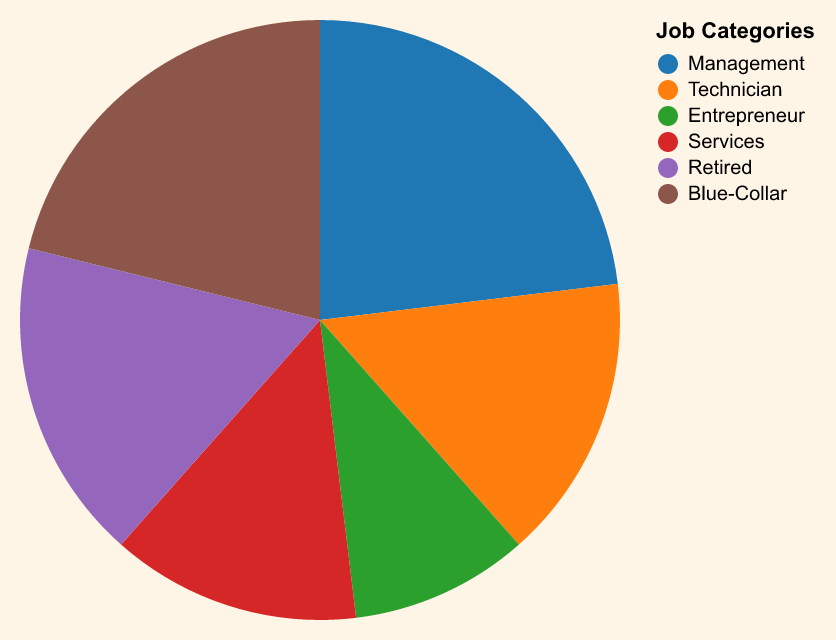 Job Categories
Management
Technician
Entrepreneur
Services
Retired
Blue-Collar